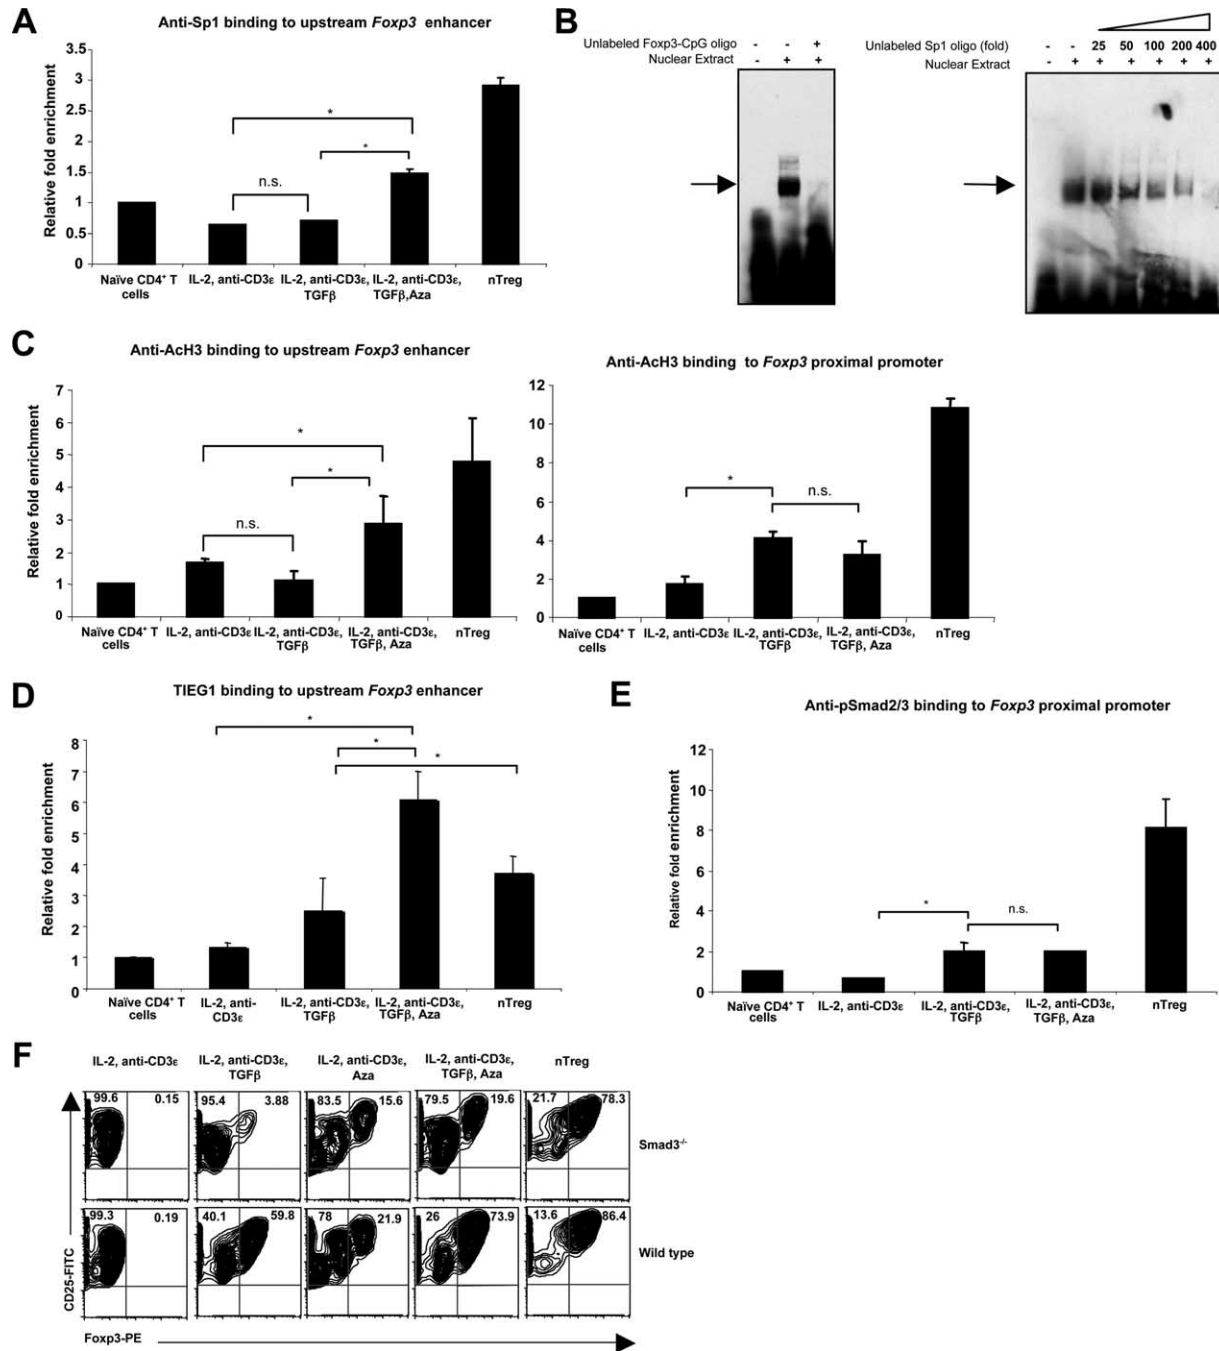 A
Anti-Sp1 binding to upstream Foxp3 enhancer
Relative fold enrichment
3.5
3
2.5
2
1.5
1
0.5
0
*
*
n.s.
Naïve CD4⁺ T
cells
IL-2, anti-CD3ε
IL-2, anti-CD3ε,
TGFβ
IL-2, anti-CD3ε,
TGFβ,Aza
nTreg
B
Unlabeled Foxp3-CpG oligo - - +
Nuclear Extract - + +
Unlabeled Sp1 oligo (fold) - - 25 50 100 200 400
Nuclear Extract - + + + + + +
C
Anti-AcH3 binding to upstream Foxp3 enhancer
Relative fold enrichment
7
6
5
4
3
2
1
0
*
*
n.s.
Naïve CD4⁺ T
cells
IL-2, anti-CD3ε
IL-2, anti-CD3ε,
TGFβ
IL-2, anti-CD3ε,
TGFβ, Aza
nTreg
Anti-AcH3 binding to Foxp3 proximal promoter
12
10
8
6
4
2
0
*
n.s.
Naïve CD4⁺ T
cells
IL-2, anti-CD3ε
IL-2, anti-CD3ε,
TGFβ
IL-2, anti-CD3ε,
TGFβ, Aza
nTreg
D
TIEG1 binding to upstream Foxp3 enhancer
Relative fold enrichment
8
7
6
5
4
3
2
1
0
*
*
*
Naïve CD4⁺ T
cells
IL-2, anti-
CD3ε
IL-2, anti-CD3ε,
TGFβ
IL-2, anti-CD3ε,
TGFβ, Aza
nTreg
E
Anti-pSmad2/3 binding to Foxp3 proximal promoter
Relative fold enrichment
12
10
8
6
4
2
0
*
n.s.
Naïve CD4⁺ T
cells
IL-2, anti-CD3ε
IL-2, anti-CD3ε,
TGFβ
IL-2, anti-CD3ε,
TGFβ, Aza
nTreg
F
IL-2, anti-CD3ε
IL-2, anti-CD3ε,
TGFβ
IL-2, anti-CD3ε,
Aza
IL-2, anti-CD3ε,
TGFβ, Aza
nTreg
99.6 0.15
95.4 3.88
83.5 15.6
79.5 19.6
21.7 78.3
Smad3⁻/⁻
99.3 0.19
40.1 59.8
78 21.9
26 73.9
13.6 86.4
Wild type
CD25-FITC
Foxp3-PE